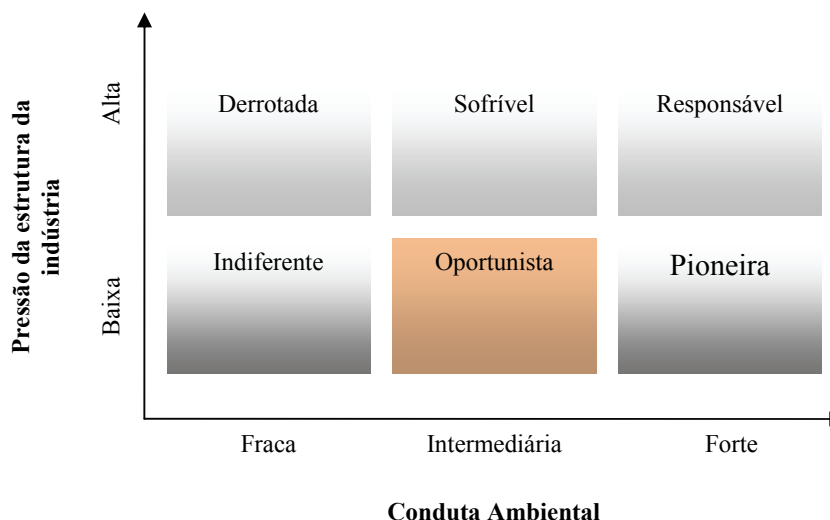 Pressão da estrutura da
indústria
Alta
Derrotada
Sofrível
Responsável
Baixa
Indiferente
Oportunista
Pioneira
Fraca
Intermediária
Forte
Conduta Ambiental